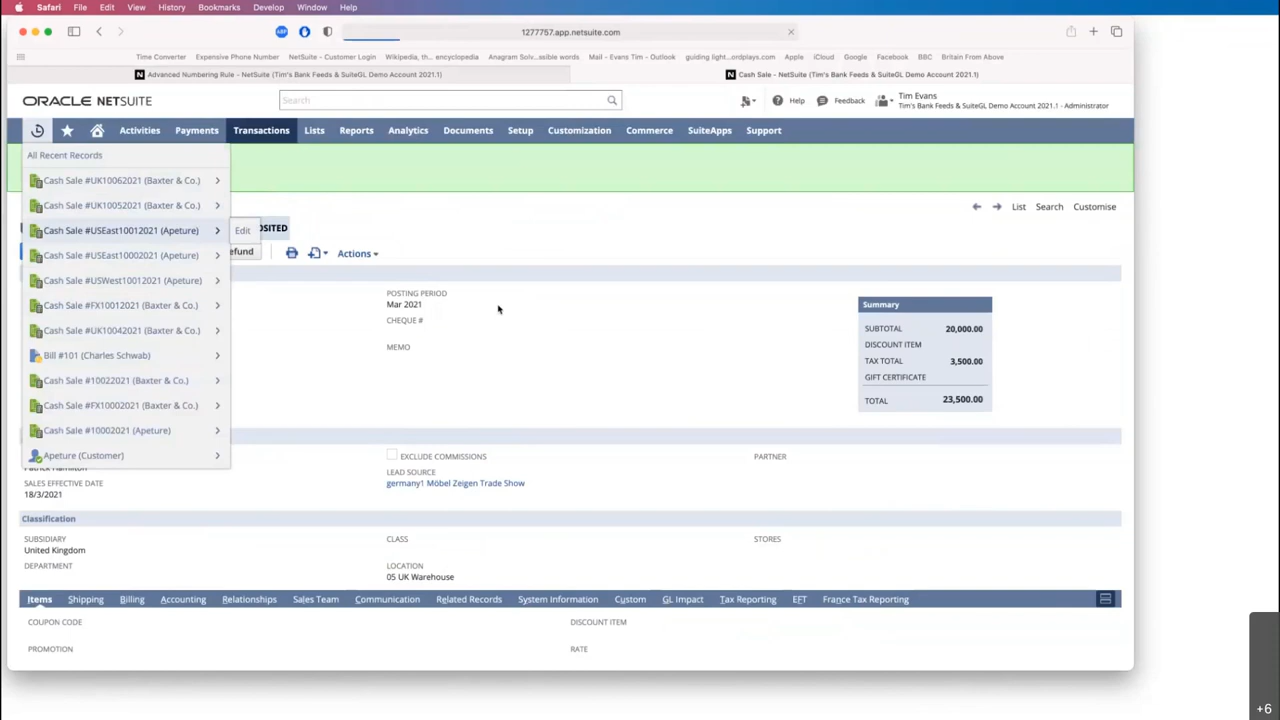 Safari File Edit View History Bookmarks Develop Window Help
ABP
1277757.app.netsuite.com
Time Converter Expensive Phone Number NetSuite - Customer Login Wikipedia, th... encyclopedia Anagram Solv...ssible words Mail - Evans Tim - Outlook guiding light...ordplays.com Apple iCloud Google Facebook BBC Britain From Above
N Advanced Numbering Rule - NetSuite (Tim's Bank Feeds & SuiteGL Demo Account 2021.1)
N Cash Sale - NetSuite (Tim's Bank Feeds & SuiteGL Demo Account 2021.1)
ORACLE NETSUITE
Search
Help
Feedback
Tim Evans
Tim's Bank Feeds & SuiteGL Demo Account 2021.1 - Administrator
Activities Payments Transactions Lists Reports Analytics Documents Setup Customization Commerce SuiteApps Support
All Recent Records
Cash Sale #UK10062021 (Baxter & Co.)
Cash Sale #UK10052021 (Baxter & Co.)
Cash Sale #USEast10012021 (Apeture)
Edit
Cash Sale #USEast10002021 (Apeture)
Cash Sale #USWest10012021 (Apeture)
Cash Sale #FX10012021 (Baxter & Co.)
Cash Sale #UK10042021 (Baxter & Co.)
Bill #101 (Charles Schwab)
Cash Sale #10022021 (Baxter & Co.)
Cash Sale #FX10002021 (Baxter & Co.)
Cash Sale #10002021 (Apeture)
Apeture (Customer)
List Search Customise
OSITED
efund
Actions
POSTING PERIOD
Mar 2021
CHEQUE #
MEMO
Summary
SUBTOTAL 20,000.00
DISCOUNT ITEM
TAX TOTAL 3,500.00
GIFT CERTIFICATE
TOTAL 23,500.00
Patrick Hamilton
SALES EFFECTIVE DATE
18/3/2021
EXCLUDE COMMISSIONS
LEAD SOURCE
germany1 Möbel Zeigen Trade Show
PARTNER
Classification
SUBSIDIARY
United Kingdom
DEPARTMENT
CLASS
LOCATION
05 UK Warehouse
STORES
Items Shipping Billing Accounting Relationships Sales Team Communication Related Records System Information Custom GL Impact Tax Reporting EFT France Tax Reporting
COUPON CODE
DISCOUNT ITEM
PROMOTION
RATE
+6